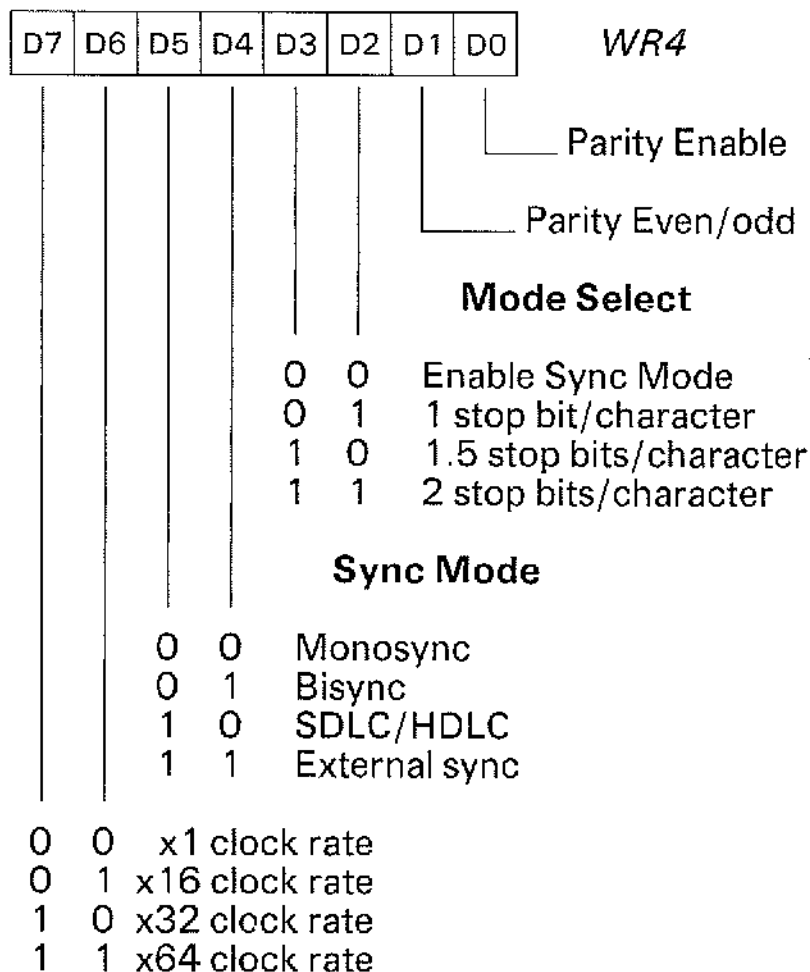 D7 D6 D5 D4 D3 D2 D1 D0 WR4
Parity Enable
Parity Even/odd
Mode Select
0 0 Enable Sync Mode
0 1 1 stop bit/character
1 0 1.5 stop bits/character
1 1 2 stop bits/character
Sync Mode
0 0 Monosync
0 1 Bisync
1 0 SDLC/HDLC
1 1 External sync
0 0 x1 clock rate
0 1 x16 clock rate
1 0 x32 clock rate
1 1 x64 clock rate